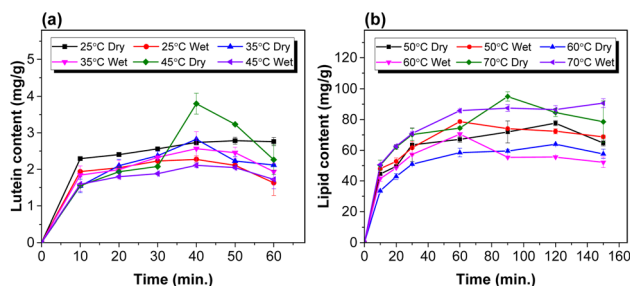 (a)
25°C Dry 25°C Wet 35°C Dry
35°C Wet 45°C Dry 45°C Wet
Lutein content (mg/g)
6
5
4
3
2
1
0
0 10 20 30 40 50 60
Time (min.)
(b)
50°C Dry 50°C Wet 60°C Dry
60°C Wet 70°C Dry 70°C Wet
Lipid content (mg/g)
120
100
80
60
40
20
0
0 20 40 60 80 100 120 140 160
Time (min.)